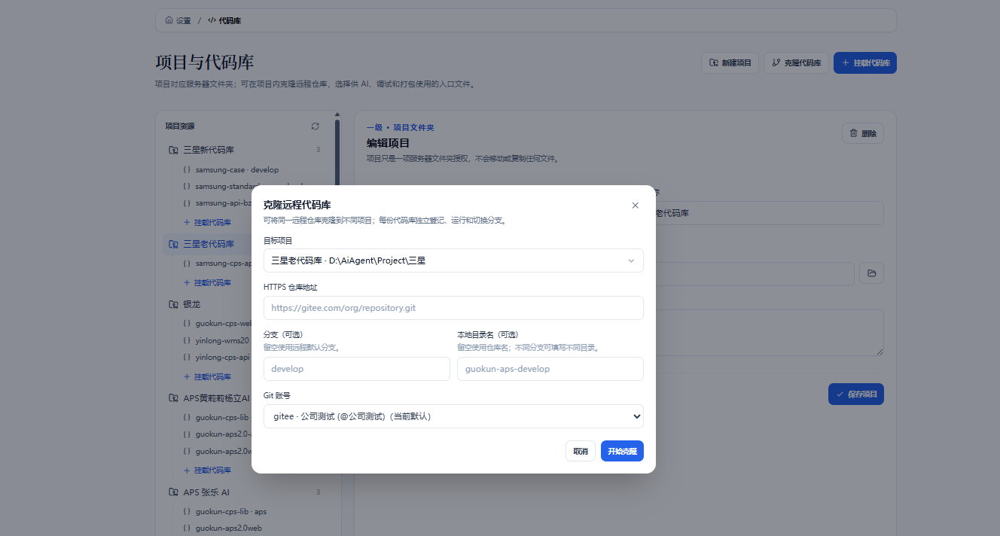 设置 / 代码库
项目与代码库
项目对应服务器文件夹；可在项目内克隆远程仓库，选择供 AI、调试和打包使用的入口文件。
新建项目
克隆代码库
挂载代码库
项目资源
三星新代码库 3
samsung-case · develop
samsung-standar
samsung-api-bz
挂载代码库
三星老代码库
samsung-cps-ap
挂载代码库
银龙
guokun-cps-web
yinlong-wms20
yinlong-cps-api
挂载代码库
APS黄莉莉杨立AI
guokun-cps-lib
guokun-aps2.0-a
guokun-aps2.0w
挂载代码库
APS 张乐 AI 3
guokun-cps-lib · aps
guokun-aps2.0web
一级 · 项目文件夹
编辑项目
项目只是一项服务器文件夹授权，不会移动或复制任何文件。
删除
老代码库
保存项目
克隆远程代码库
可将同一远程仓库克隆到不同项目；每份代码库独立登记、运行和切换分支。
目标项目
三星老代码库 · D:\AiAgent\Project\三星
HTTPS 仓库地址
https://gitee.com/org/repository.git
分支（可选）
留空使用远程默认分支。
develop
本地目录名（可选）
留空使用仓库名；不同分支可填写不同目录。
guokun-aps-develop
Git 账号
gitee · 公司测试 (@公司测试)（当前默认）
取消
开始克隆